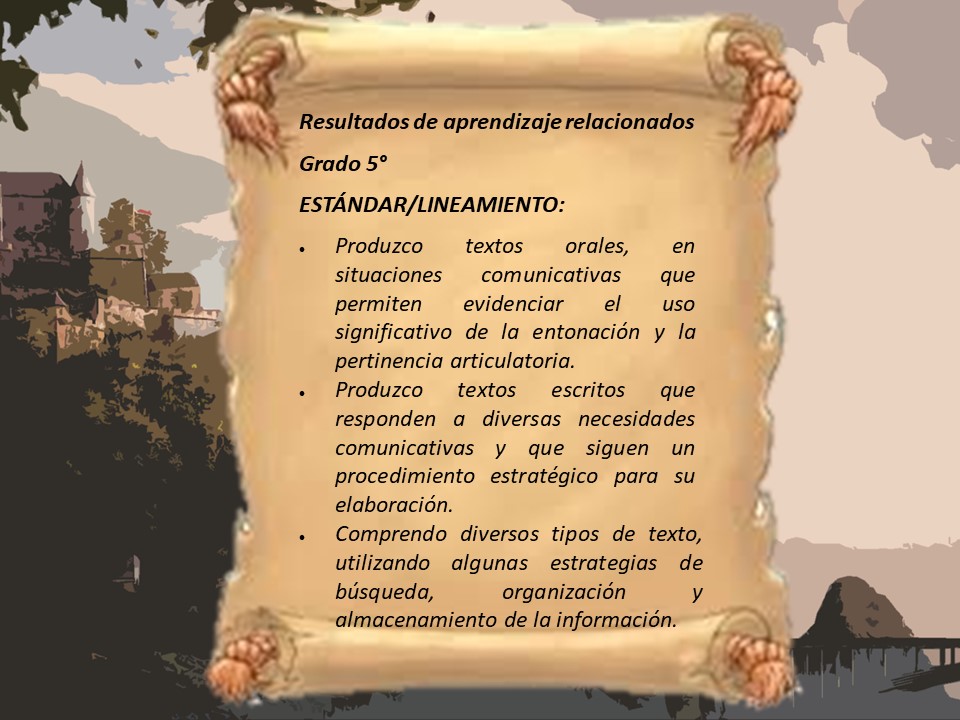 Resultados de aprendizaje relacionados
Grado 5°
ESTÁNDAR/LINEAMIENTO:
• Produzco textos orales, en
situaciones comunicativas que
permiten evidenciar el uso
significativo de la entonación y la
pertinencia articulatoria.
• Produzco textos escritos que
responden a diversas necesidades
comunicativas y que siguen un
procedimiento estratégico para su
elaboración.
• Comprendo diversos tipos de texto,
utilizando algunas estrategias de
búsqueda, organización y
almacenamiento de la información.